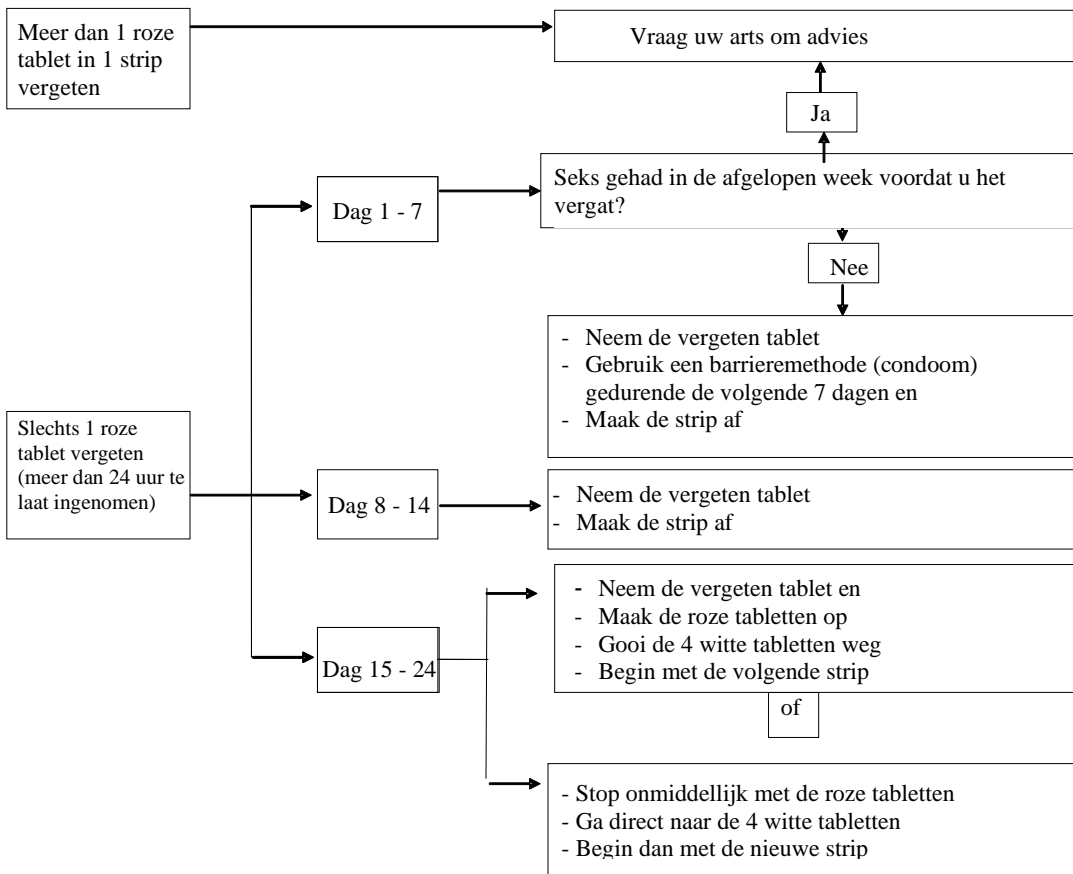 Meer dan 1 roze
tablet in 1 strip
vergeten
Vraag uw arts om advies
Ja
Seks gehad in de afgelopen week voordat u het
vergat?
Dag 1 - 7
Nee
- Neem de vergeten tablet
- Gebruik een barrieremethode (condoom)
gedurende de volgende 7 dagen en
- Maak de strip af
Slechts 1 roze
tablet vergeten
(meer dan 24 uur te
laat ingenomen)
Dag 8 - 14
- Neem de vergeten tablet
- Maak de strip af
Dag 15 - 24
- Neem de vergeten tablet en
- Maak de roze tabletten op
- Gooi de 4 witte tabletten weg
- Begin met de volgende strip
of
- Stop onmiddellijk met de roze tabletten
- Ga direct naar de 4 witte tabletten
- Begin dan met de nieuwe strip